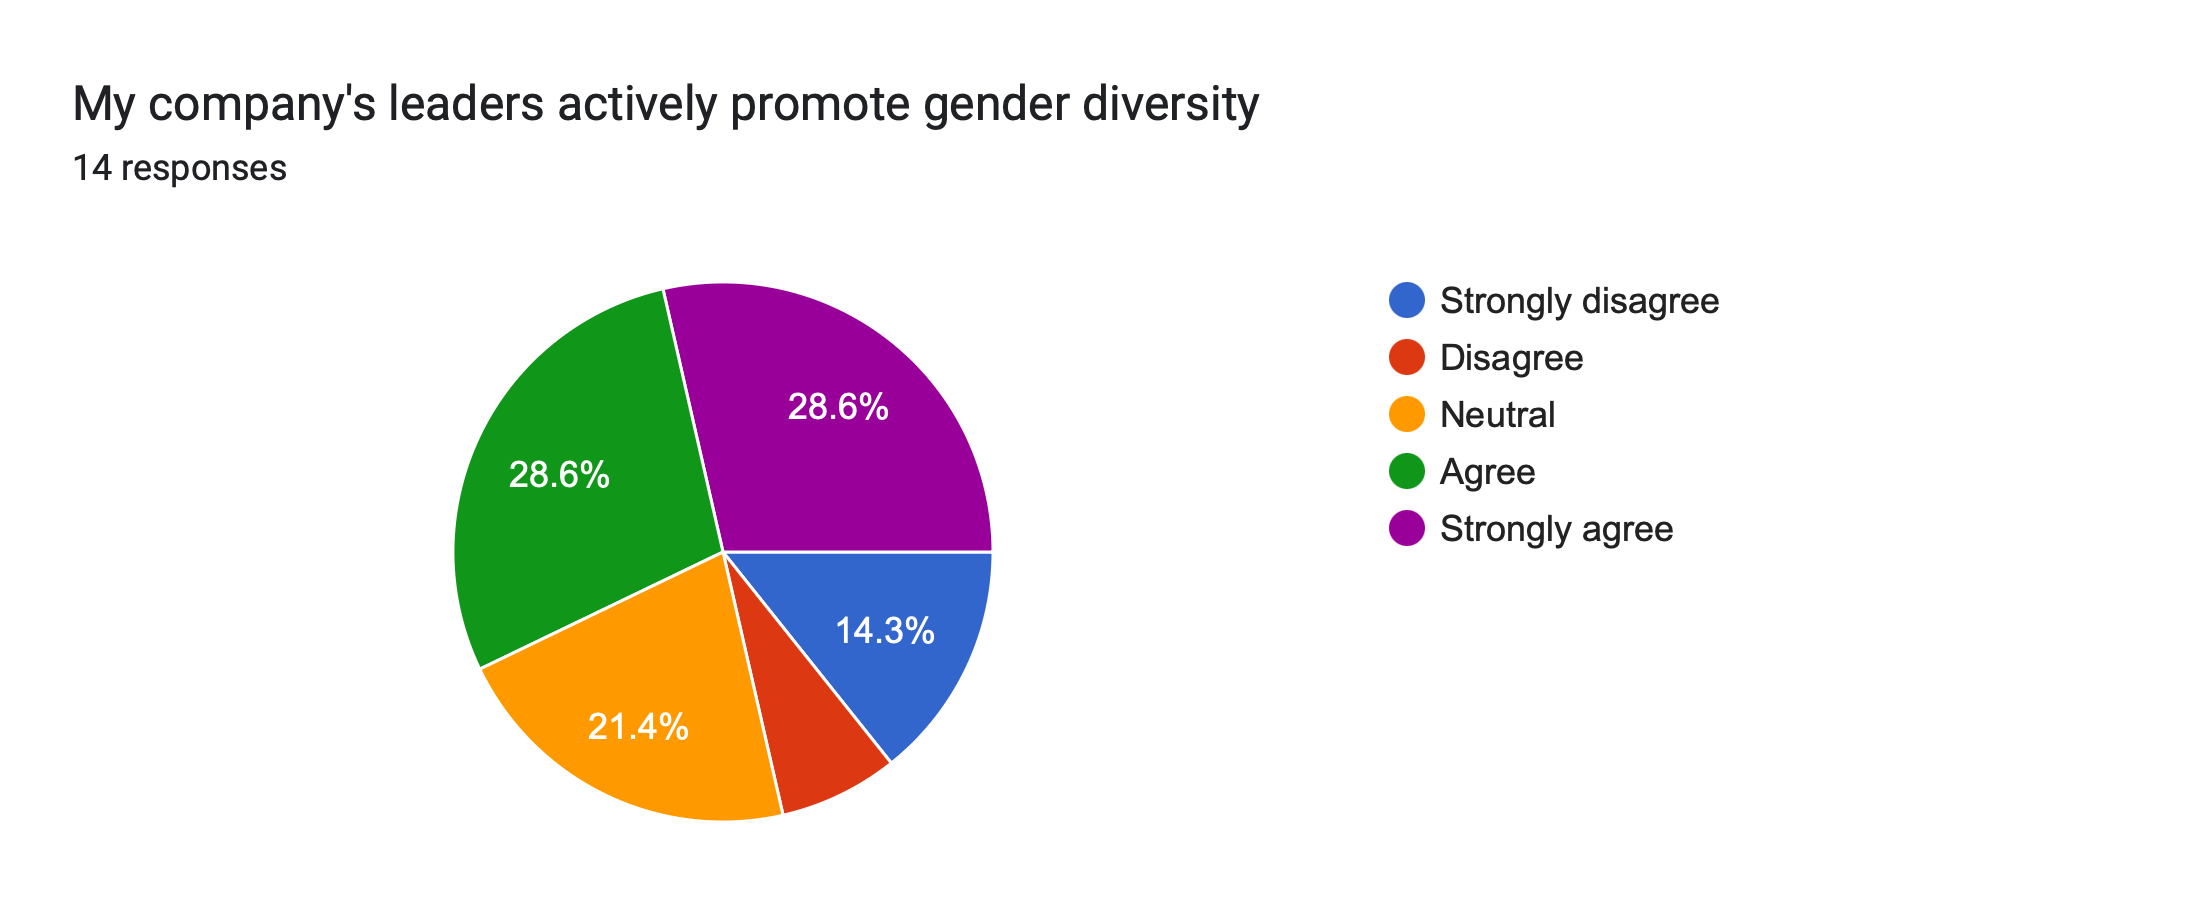 My company's leaders actively promote gender diversity
14 responses
28.6%
28.6%
14.3%
21.4%
Strongly disagree
Disagree
Neutral
Agree
Strongly agree